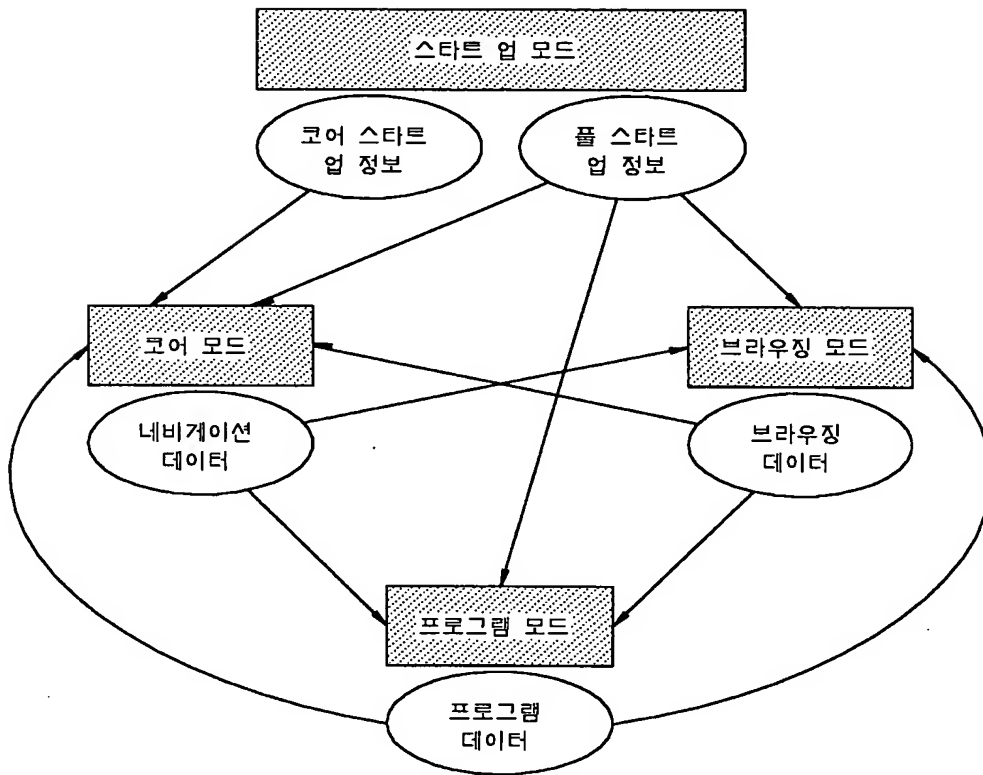 스타트 업 모드
코어 스타트
업 정보
풀 스타트
업 정보
코어 모드
브라우징 모드
네비게이션
데이터
브라우징
데이터
프로그램 모드
프로그램
데이터